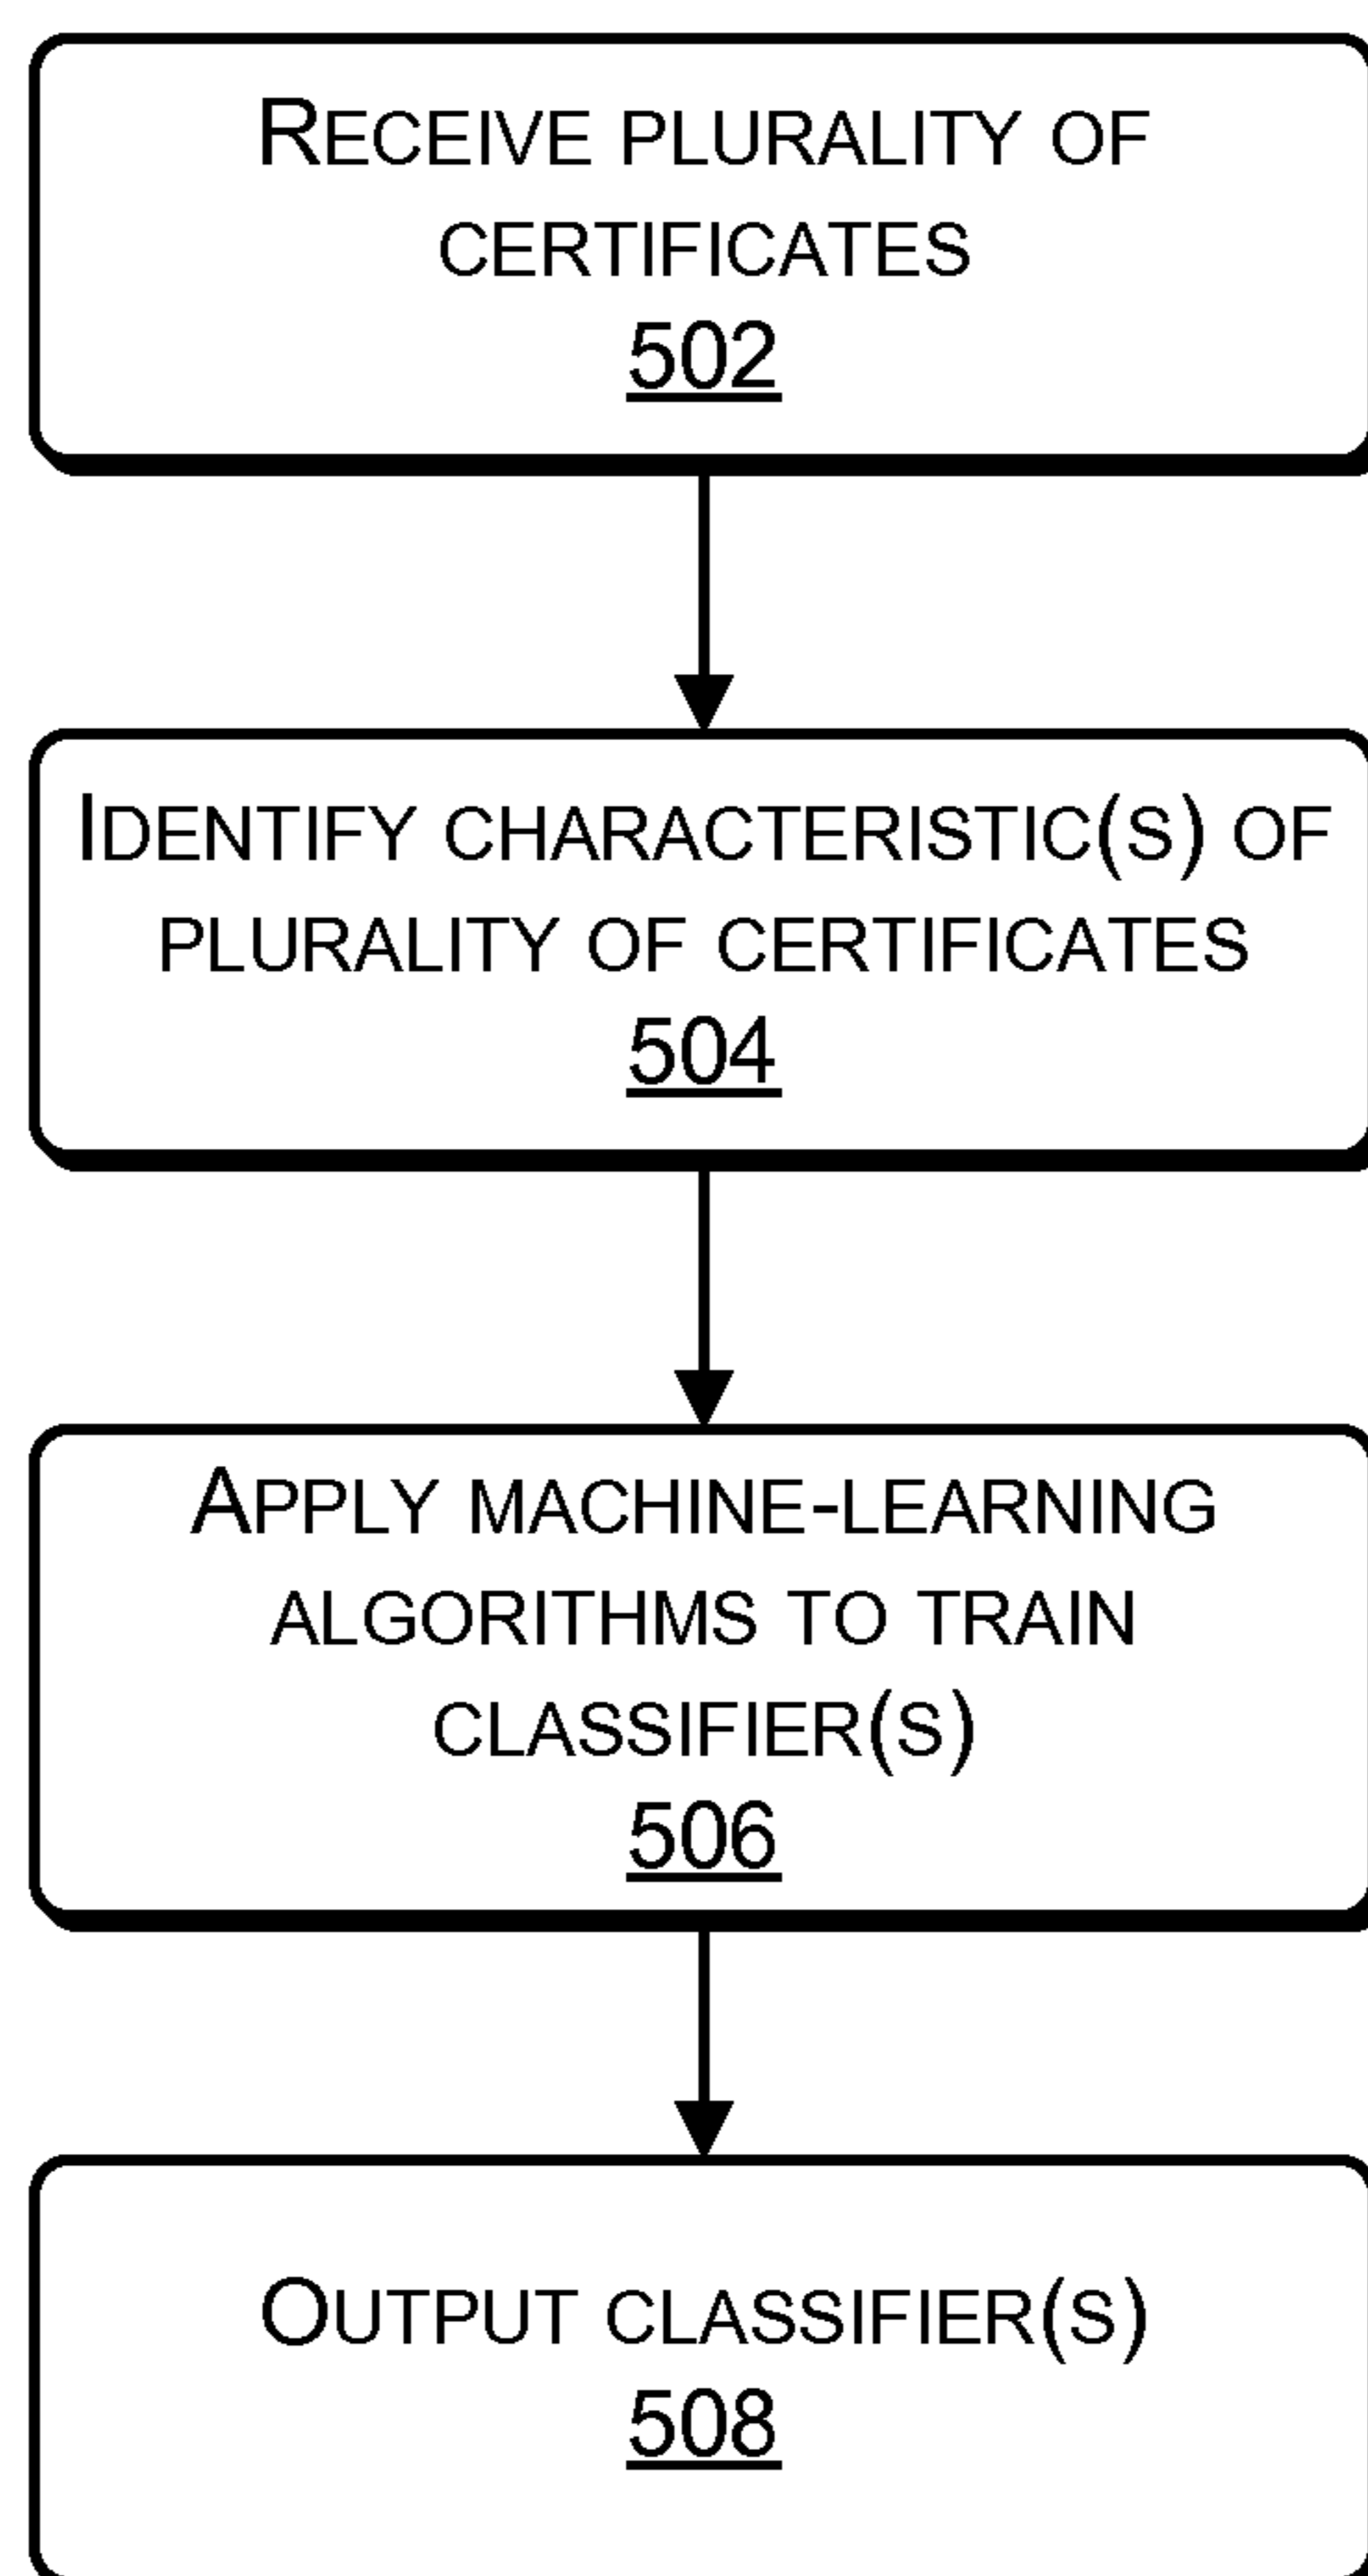 RECEIVE PLURALITY OF
CERTIFICATES
502
IDENTIFY CHARACTERISTIC(S) OF
PLURALITY OF CERTIFICATES
504
APPLY MACHINE-LEARNING
ALGORITHMS TO TRAIN
CLASSIFIER(S)
506
OUTPUT CLASSIFIER(S)
508